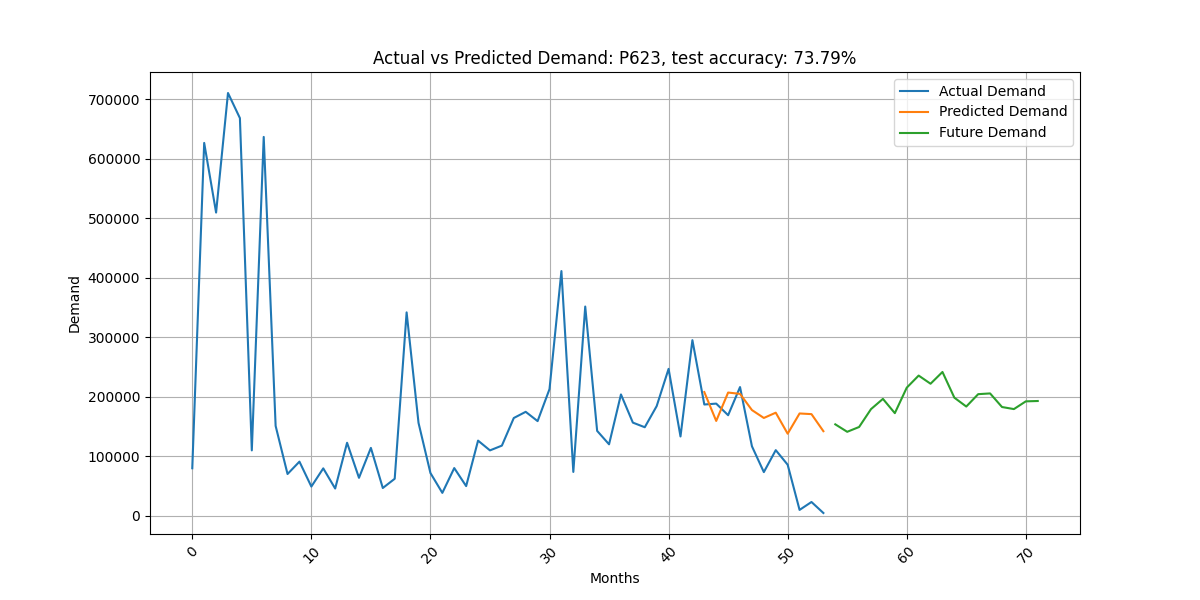 Actual vs Predicted Demand: P623, test accuracy: 73.79%
Actual Demand
Predicted Demand
Future Demand
700000
600000
500000
400000
300000
200000
100000
0
Demand
0 10 20 30 40 50 60 70
Months